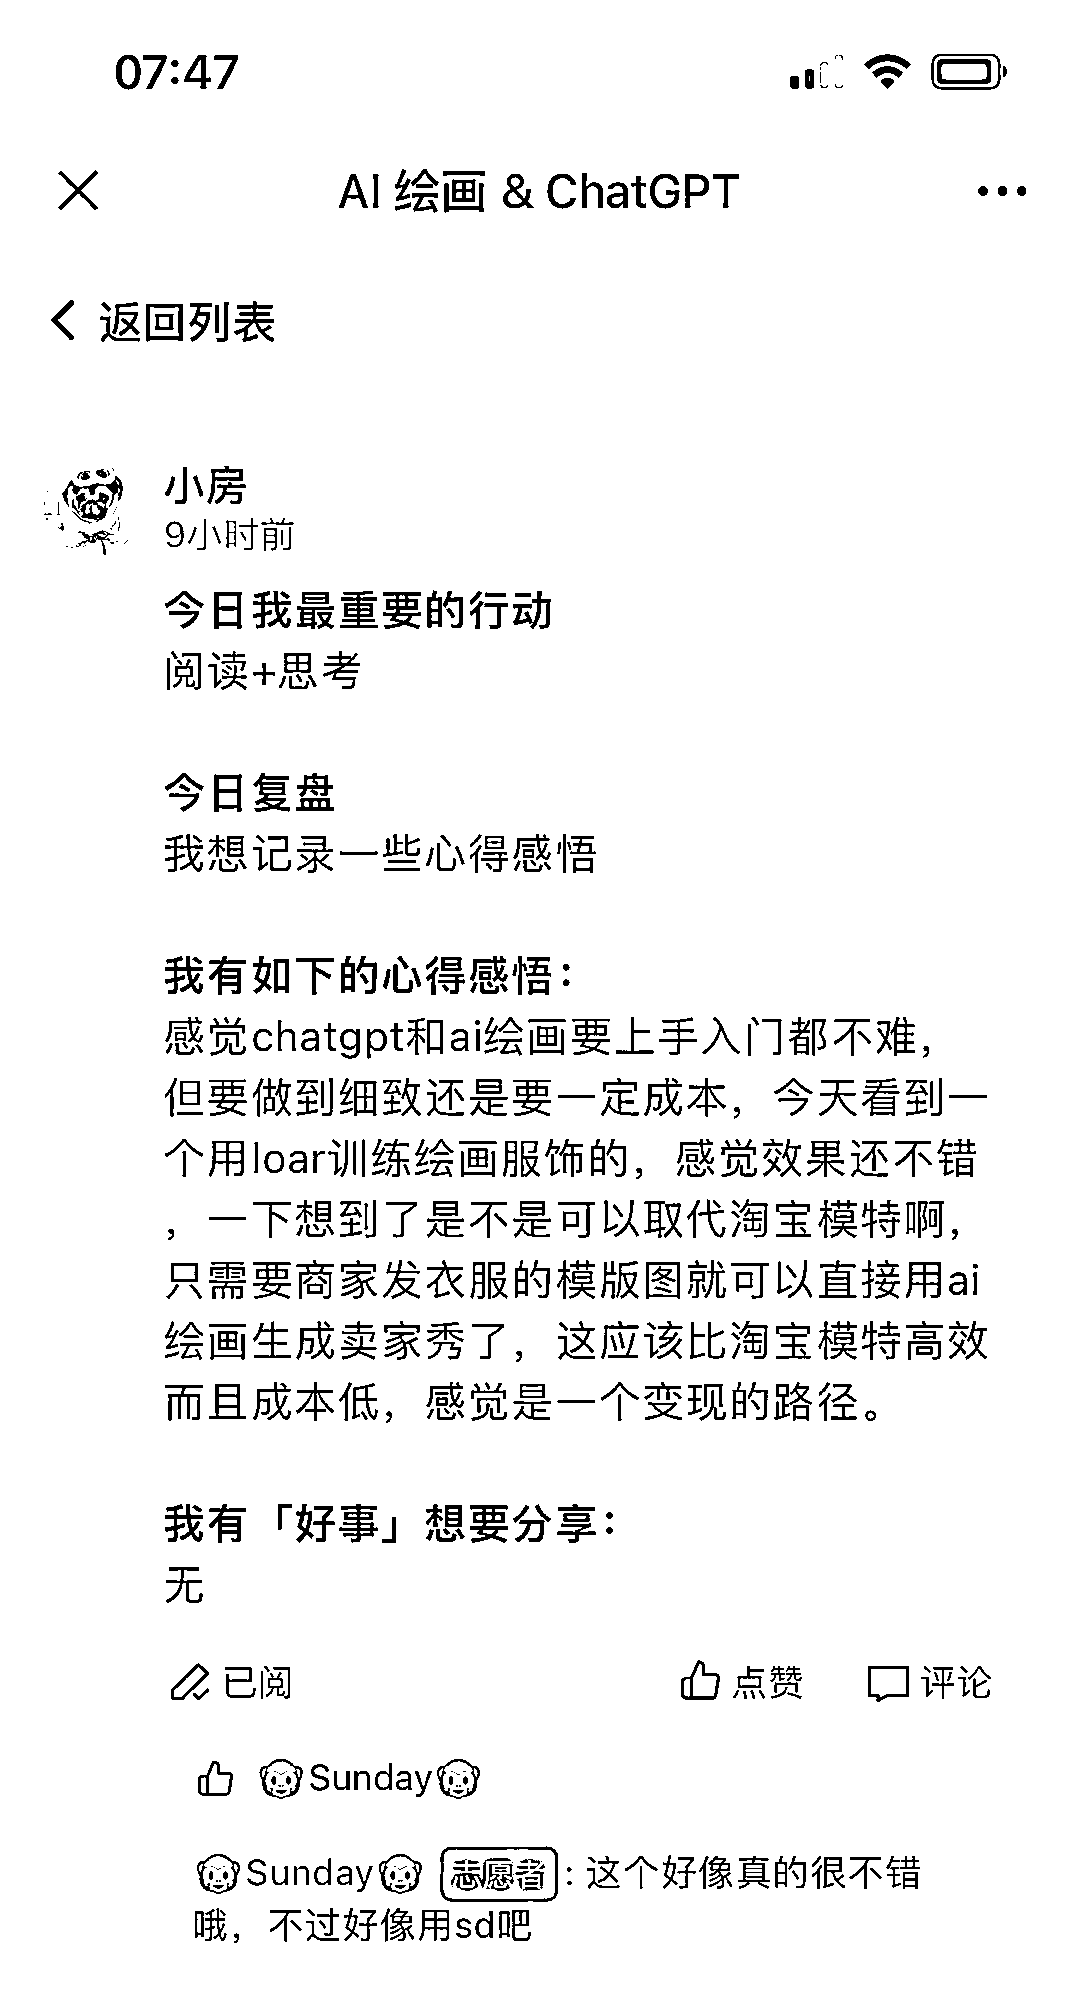 07:47
AI 绘画 & ChatGPT
返回列表
小房
9小时前
今日我最重要的行动
阅读+思考
今日复盘
我想记录一些心得感悟
我有如下的心得感悟：
感觉chatgpt和ai绘画要上手入门都不难，
但要做到细致还是要一定成本，今天看到一
个用loar训练绘画服饰的，感觉效果还不错
，一下想到了是不是可以取代淘宝模特啊，
只需要商家发衣服的模版图就可以直接用ai
绘画生成卖家秀了，这应该比淘宝模特高效
而且成本低，感觉是一个变现的路径。
我有「好事」想要分享：
无
已阅 点赞 评论
🐵Sunday🐵
🐵Sunday🐵 志愿者：这个好像真的很不错
哦，不过好像用sd吧